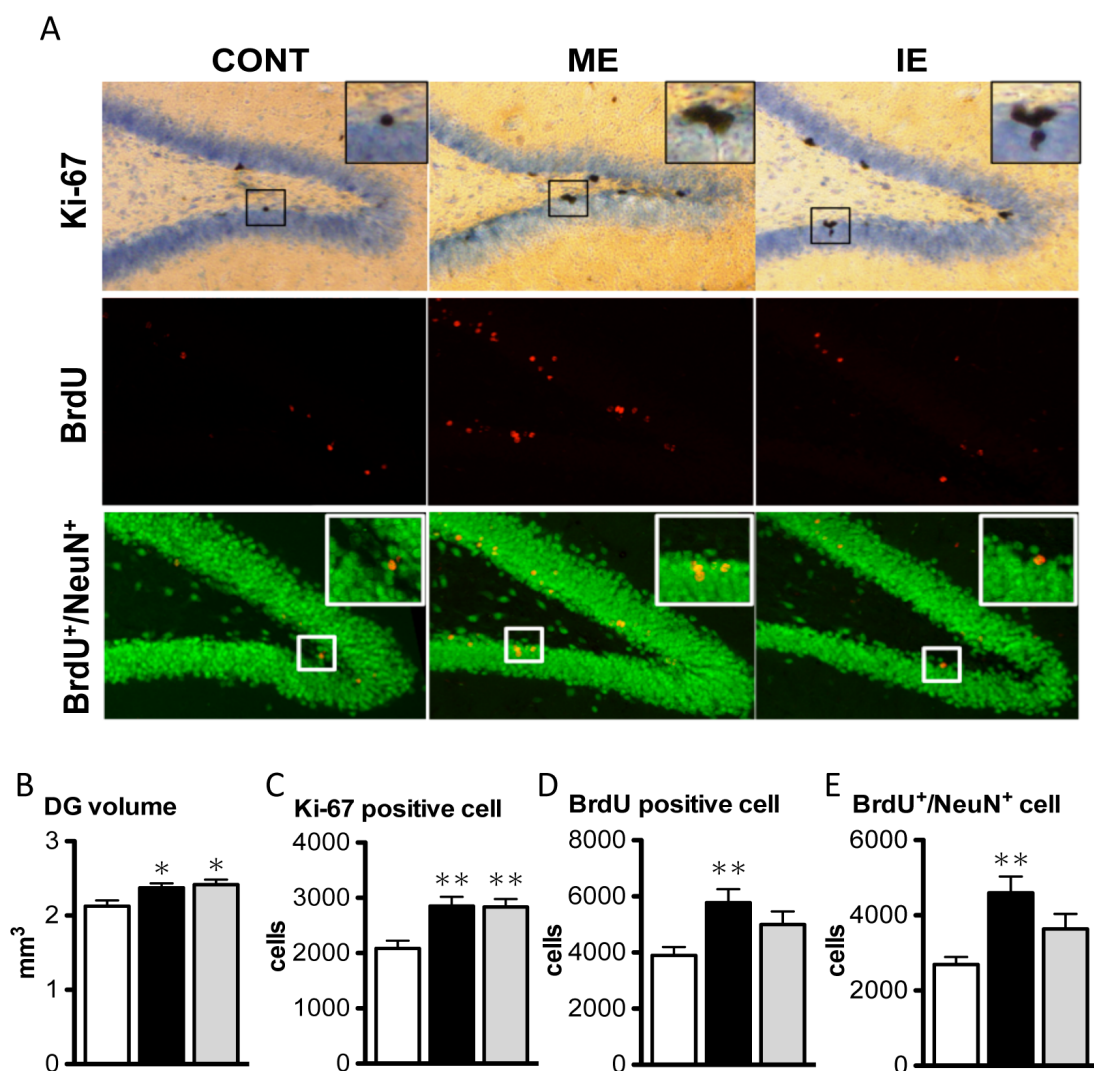 A
CONT ME IE
Ki-67
BrdU
BrdU⁺/NeuN⁺
B DG volume
mm³
3
2
1
0
* *
C Ki-67 positive cell
cells
4000
3000
2000
1000
0
** **
D BrdU positive cell
cells
8000
6000
4000
2000
0
**
E BrdU⁺/NeuN⁺ cell
cells
6000
4000
2000
0
**